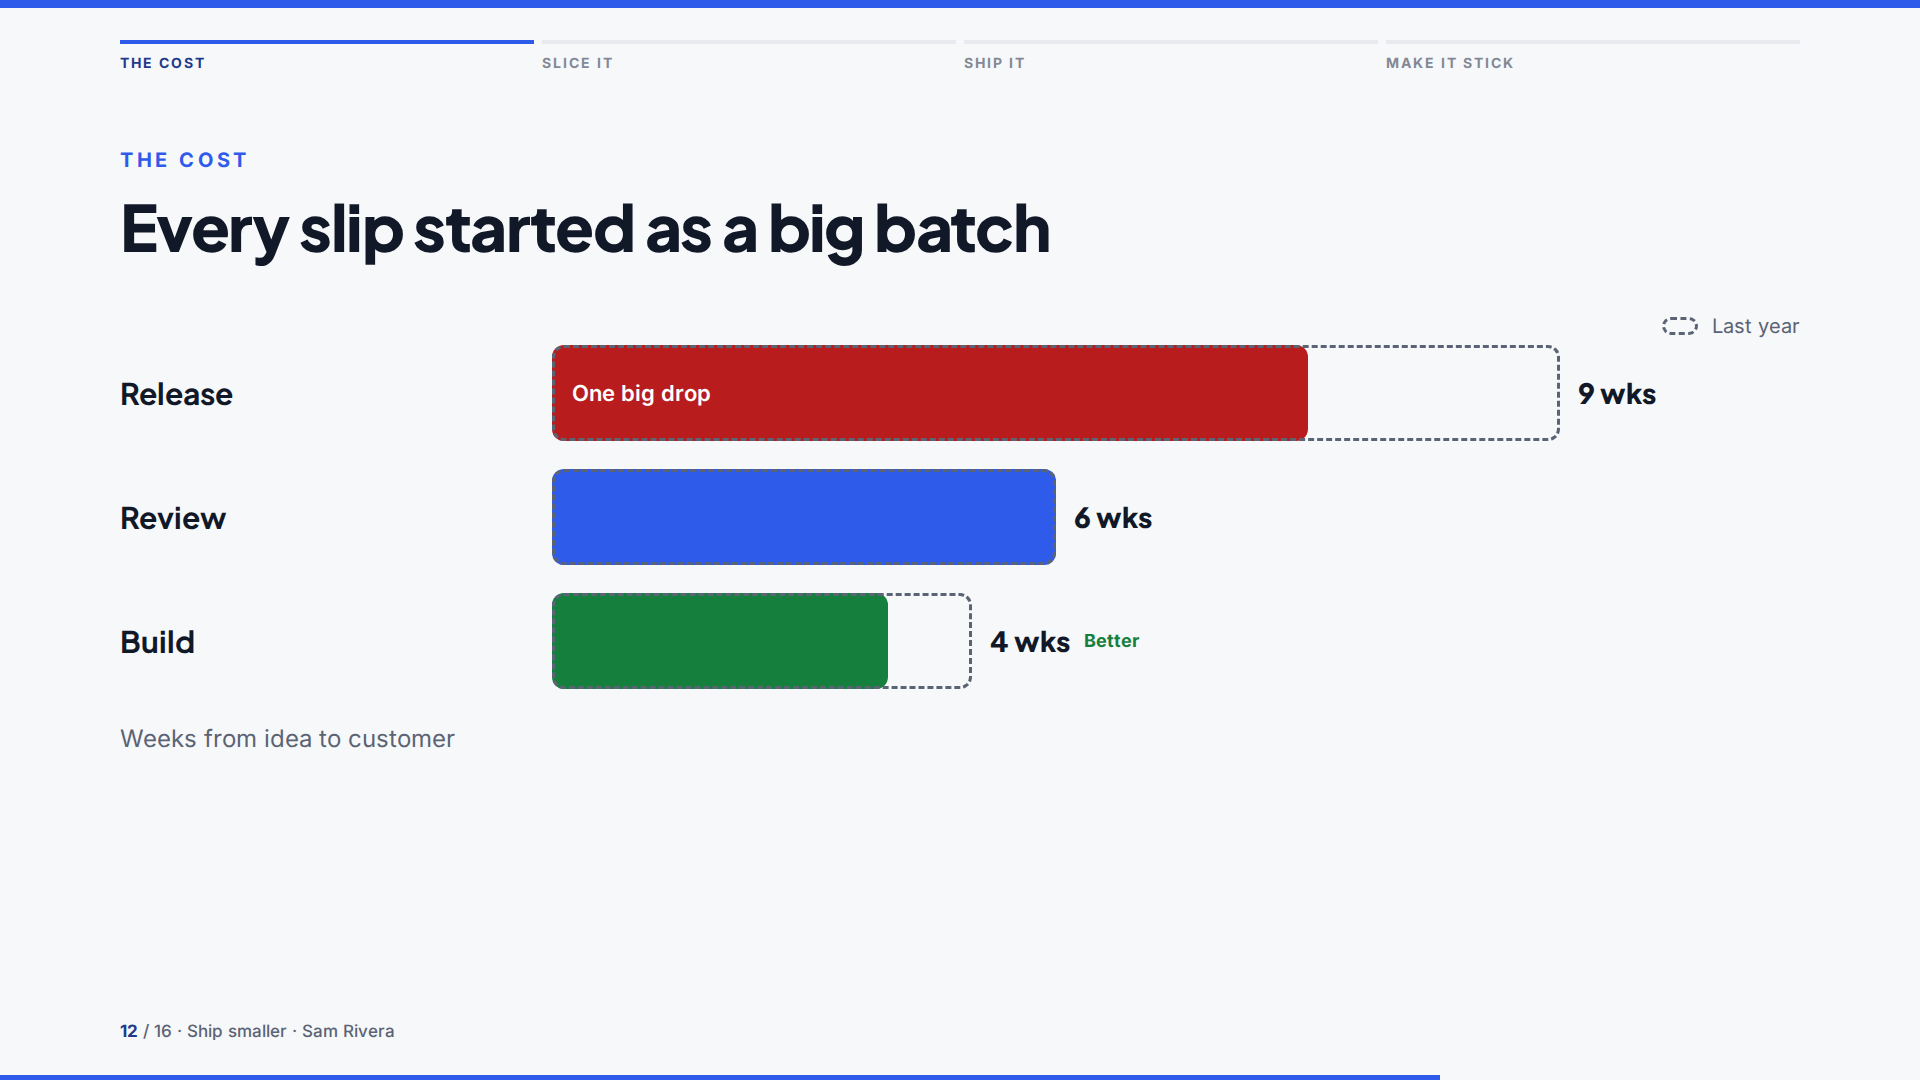 THE COST
SLICE IT
SHIP IT
MAKE IT STICK
THE COST
Every slip started as a big batch
Last year
Release
One big drop
9 wks
Review
6 wks
Build
4 wks Better
Weeks from idea to customer
12 / 16 · Ship smaller · Sam Rivera